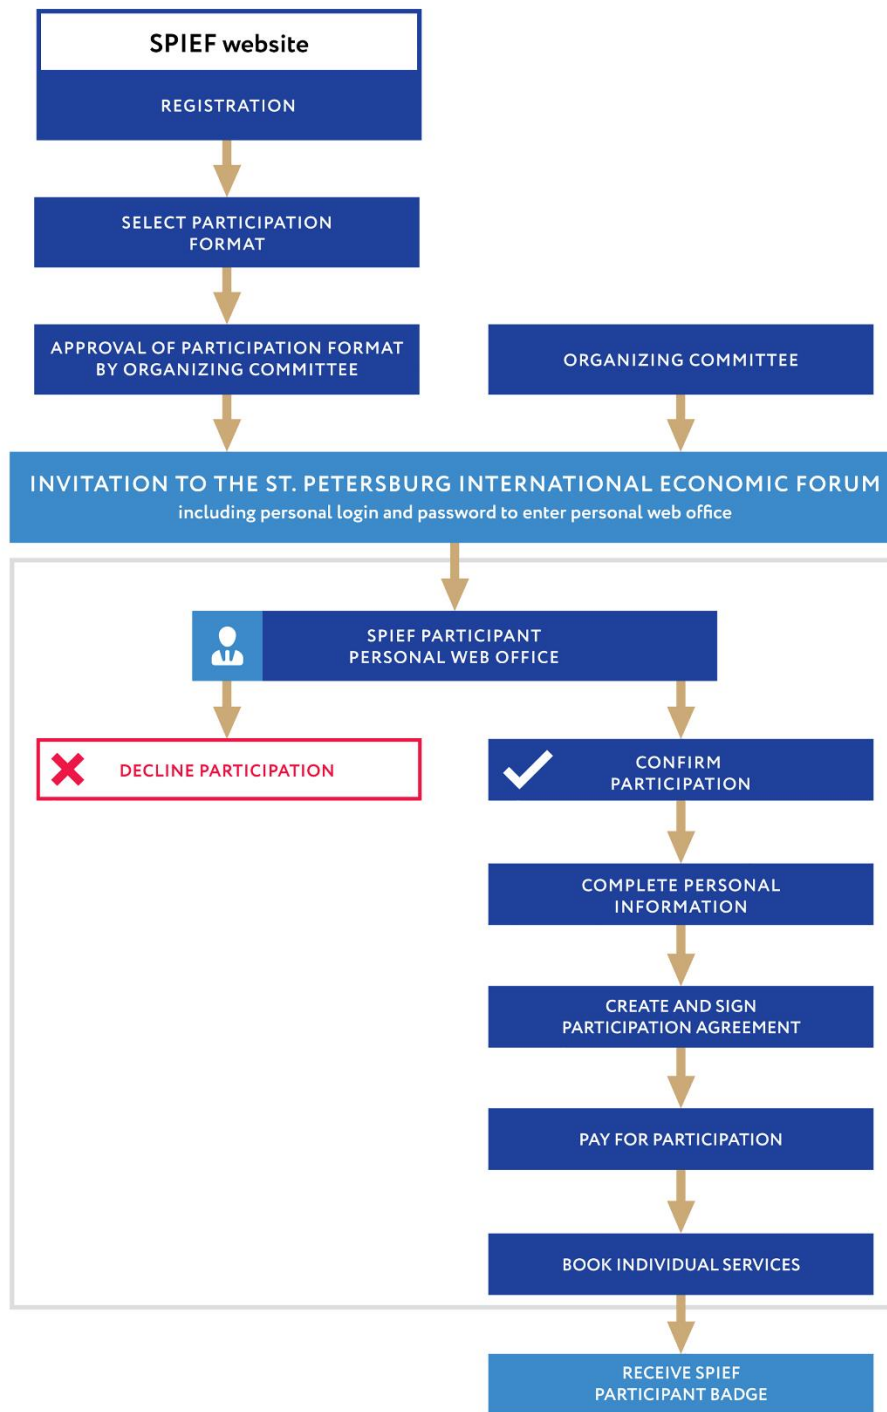 SPIEF website
REGISTRATION
SELECT PARTICIPATION
FORMAT
APPROVAL OF PARTICIPATION FORMAT
BY ORGANIZING COMMITTEE
ORGANIZING COMMITTEE
INVITATION TO THE ST. PETERSBURG INTERNATIONAL ECONOMIC FORUM
including personal login and password to enter personal web office
SPIEF PARTICIPANT
PERSONAL WEB OFFICE
DECLINE PARTICIPATION
CONFIRM
PARTICIPATION
COMPLETE PERSONAL
INFORMATION
CREATE AND SIGN
PARTICIPATION AGREEMENT
PAY FOR PARTICIPATION
BOOK INDIVIDUAL SERVICES
RECEIVE SPIEF
PARTICIPANT BADGE